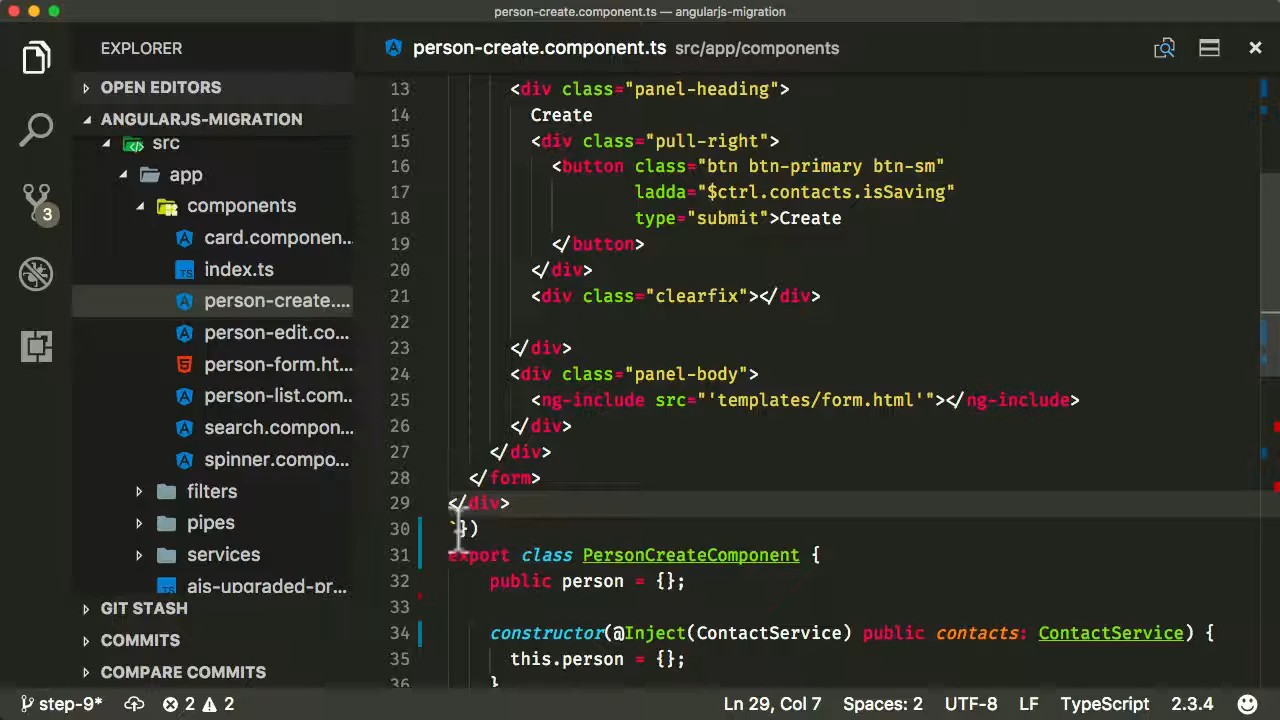 person-create.component.ts — angularjs-migration
EXPLORER
person-create.component.ts src/app/components
OPEN EDITORS
ANGULARJS-MIGRATION
src
app
components
card.componen...
index.ts
person-create....
person-edit.co...
person-form.ht...
person-list.com...
search.compon...
spinner.compo...
filters
pipes
services
ais-upgraded-pr...
GIT STASH
COMMITS
COMPARE COMMITS
3
13 <div class="panel-heading">
14 Create
15 <div class="pull-right">
16 <button class="btn btn-primary btn-sm"
17 ladda="$ctrl.contacts.isSaving"
18 type="submit">Create
19 </button>
20 </div>
21 <div class="clearfix"></div>
22
23 </div>
24 <div class="panel-body">
25 <ng-include src="'templates/form.html'"></ng-include>
26 </div>
27 </div>
28 </form>
29 </div>
30 `})
31 export class PersonCreateComponent {
32 public person = {};
33
34 constructor(@Inject(ContactService) public contacts: ContactService) {
35 this.person = {};
36 }
step-9* 2 2 Ln 29, Col 7 Spaces: 2 UTF-8 LF TypeScript 2.3.4